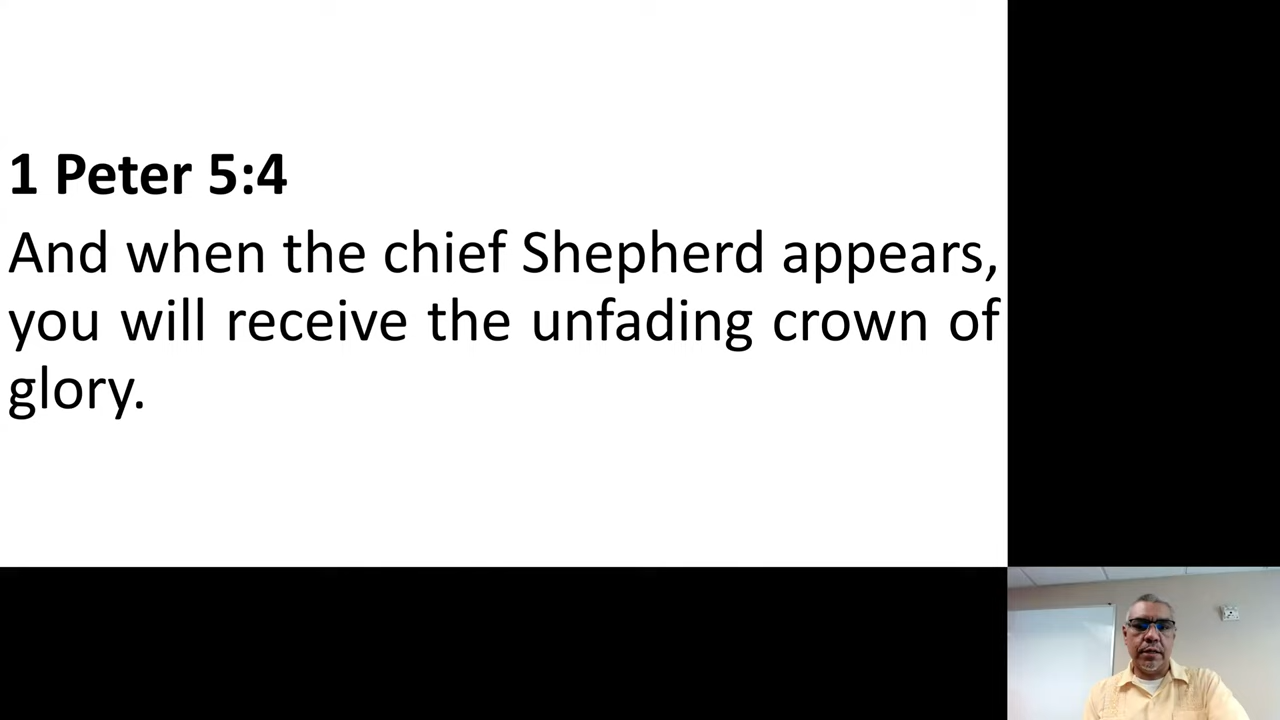 1 Peter 5:4
And when the chief Shepherd appears,
you will receive the unfading crown of
glory.